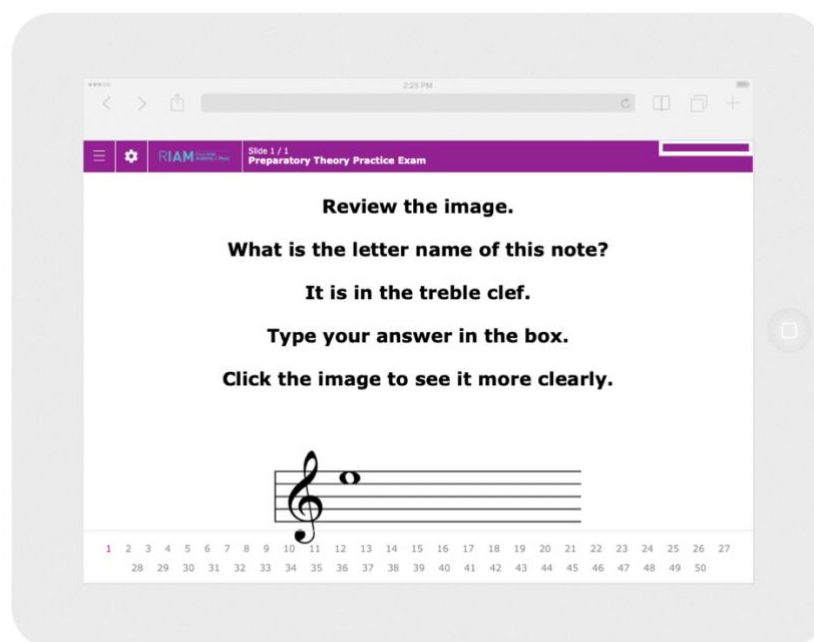 2:25 PM
RIAM
Slide 1 / 1
Preparatory Theory Practice Exam
Review the image.
What is the letter name of this note?
It is in the treble clef.
Type your answer in the box.
Click the image to see it more clearly.
1 2 3 4 5 6 7 8 9 10 11 12 13 14 15 16 17 18 19 20 21 22 23 24 25 26 27
28 29 30 31 32 33 34 35 36 37 38 39 40 41 42 43 44 45 46 47 48 49 50